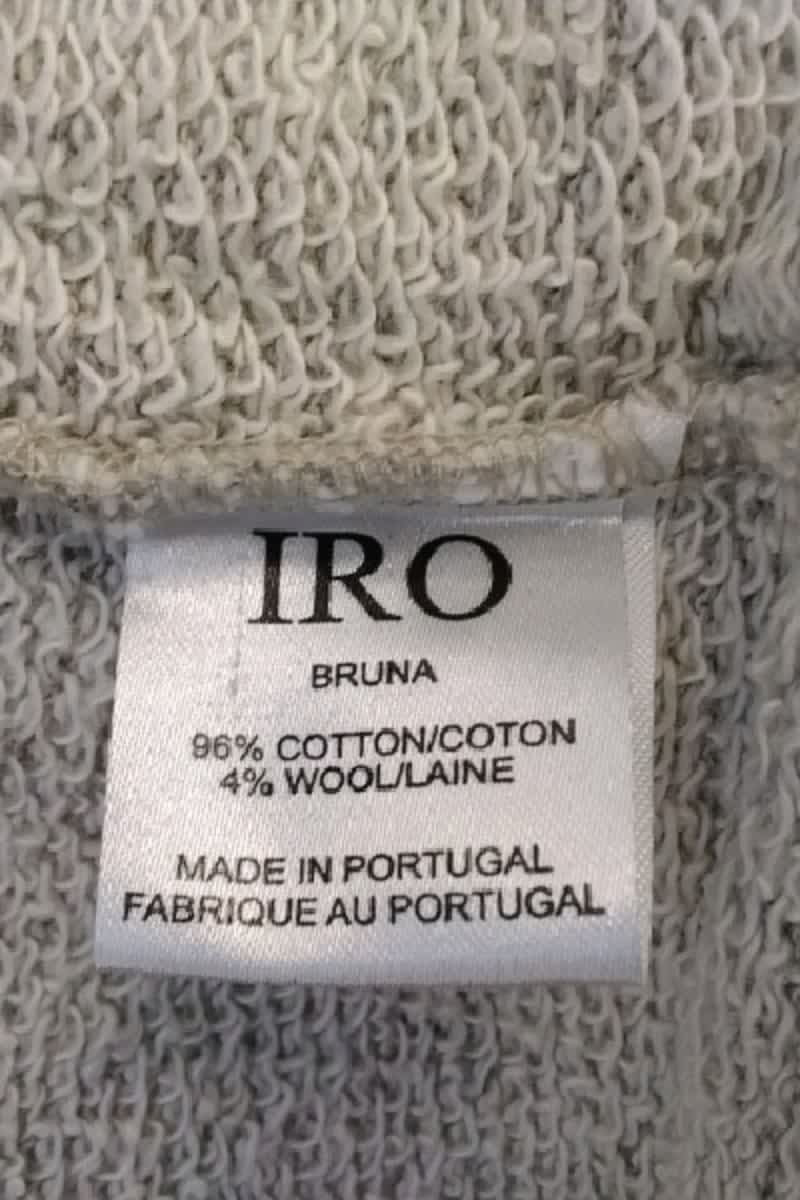 IRO
BRUNA
96% COTTON/COTON
4% WOOL/LAINE
MADE IN PORTUGAL
FABRIQUE AU PORTUGAL